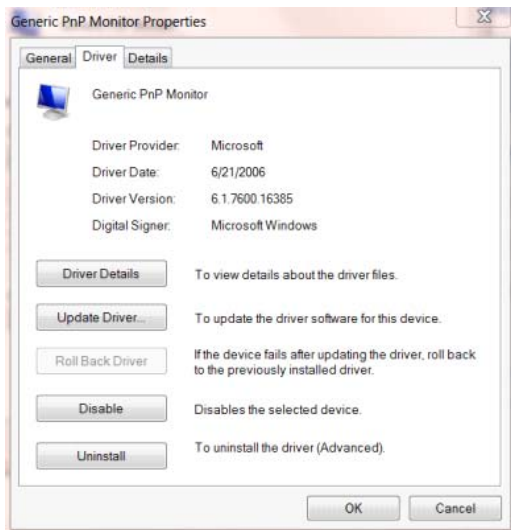 Generic PnP Monitor Properties
General Driver Details
Generic PnP Monitor
Driver Provider: Microsoft
Driver Date: 6/21/2006
Driver Version: 6.1.7600.16385
Digital Signer: Microsoft Windows
Driver Details To view details about the driver files.
Update Driver... To update the driver software for this device.
Roll Back Driver If the device fails after updating the driver, roll back
to the previously installed driver.
Disable Disables the selected device.
Uninstall To uninstall the driver (Advanced).
OK Cancel